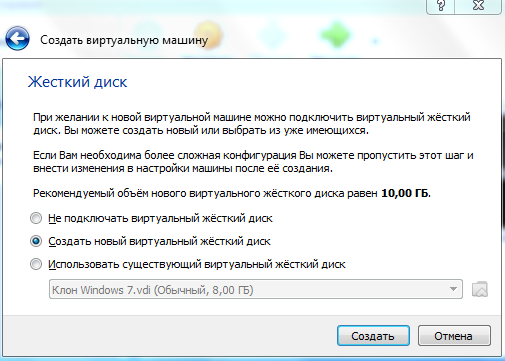 ?
Создать виртуальную машину
Жесткий диск
При желании к новой виртуальной машине можно подключить виртуальный жёсткий
диск. Вы можете создать новый или выбрать из уже имеющихся.
Если Вам необходима более сложная конфигурация Вы можете пропустить этот шаг и
внести изменения в настройки машины после её создания.
Рекомендуемый объём нового виртуального жёсткого диска равен 10,00 ГБ.
Не подключать виртуальный жёсткий диск
Создать новый виртуальный жёсткий диск
Использовать существующий виртуальный жёсткий диск
Клон Windows 7.vdi (Обычный, 8,00 ГБ)
Создать
Отмена